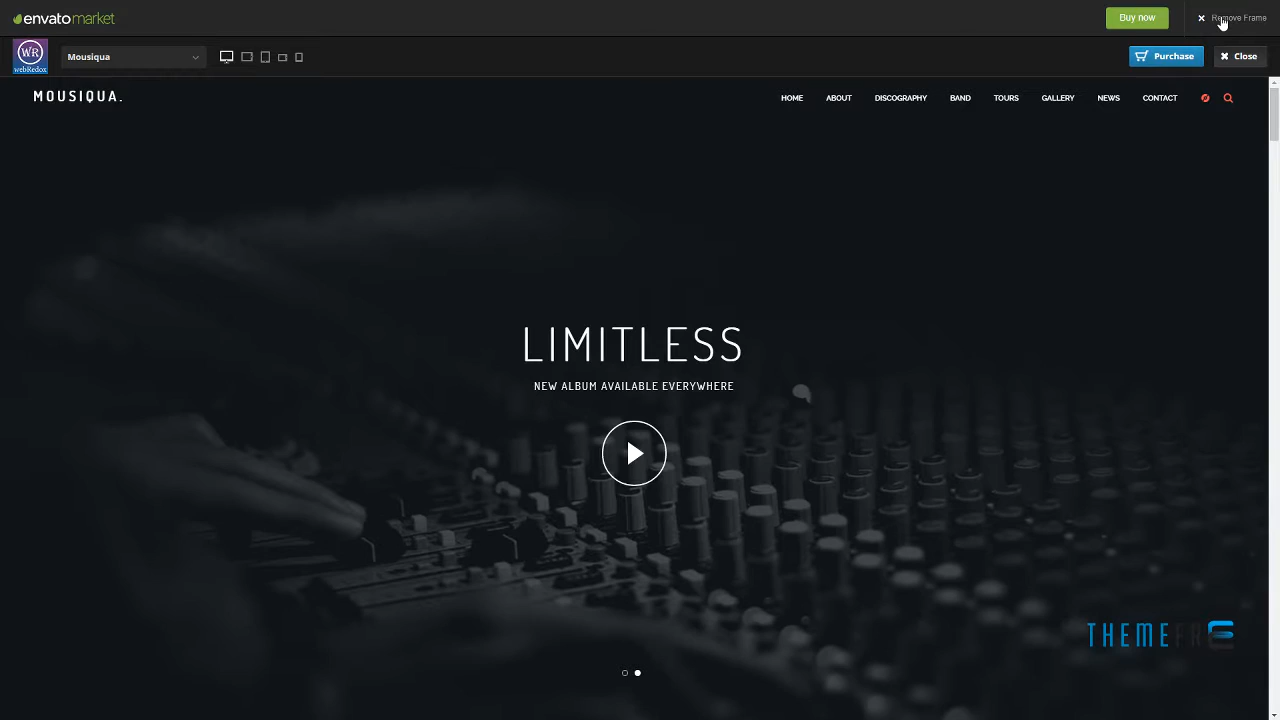 envatomarket
Buy now
Remove Frame
WR
webRedox
Mousiqua
Purchase
Close
MOUSIQUA.
HOME
ABOUT
DISCOGRAPHY
BAND
TOURS
GALLERY
NEWS
CONTACT
LIMITLESS
NEW ALBUM AVAILABLE EVERYWHERE
THEMEFRE